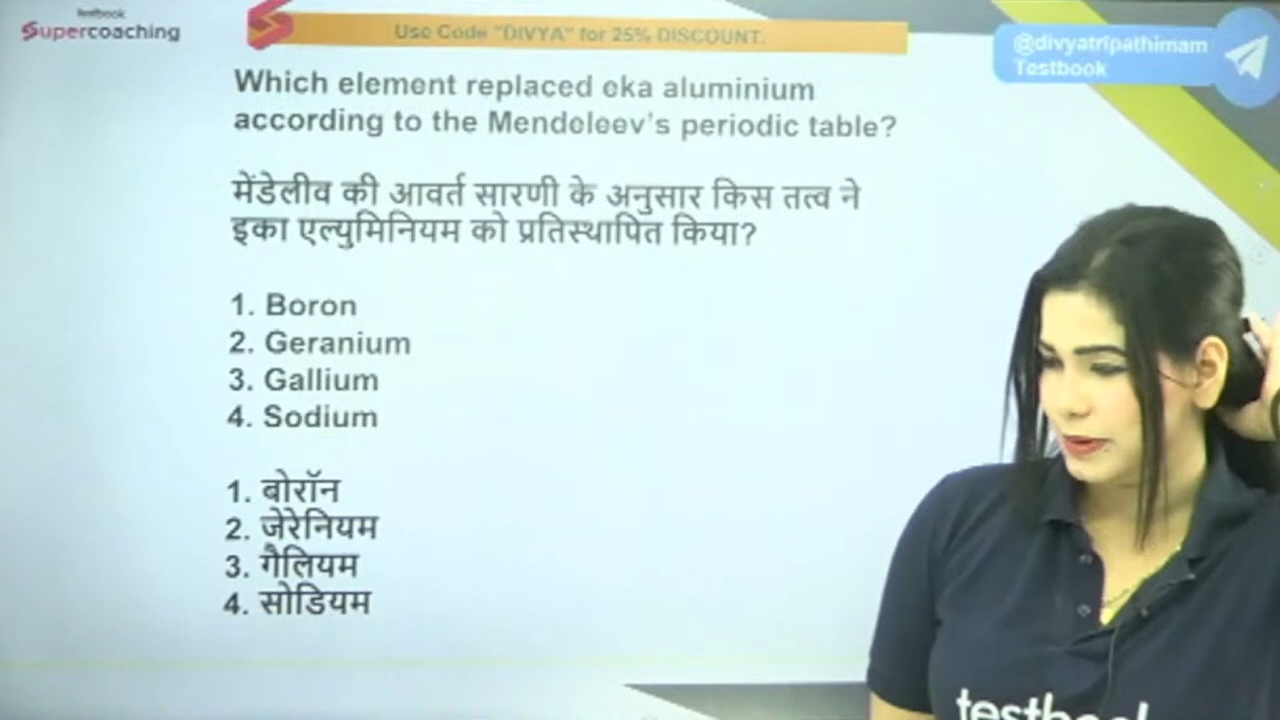 testbook
Supercoaching
Use Code "DIVYA" for 25% DISCOUNT.
@divyatripathimam
Testbook
Which element replaced eka aluminium
according to the Mendeleev's periodic table?
मेंडेलीव की आवर्त सारणी के अनुसार किस तत्व ने
इका एल्युमिनियम को प्रतिस्थापित किया?
1. Boron
2. Geranium
3. Gallium
4. Sodium
1. बोरॉन
2. जेरेनियम
3. गैलियम
4. सोडियम
testbook